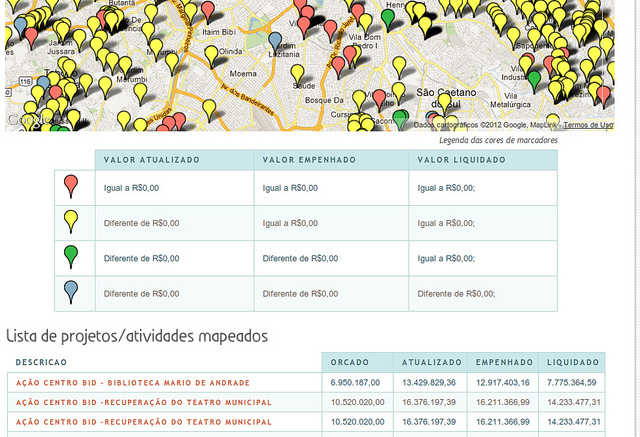 Itaim Bibi
Henry
Vila
Jardim
Jussara
Olinda
Jardim
Lusitania
Vila Dom
Pedro I
Morumbi
Morumbi
Moema
Saúde
Av. dos Bandeirantes
Bosque Da
São Caetano
do Sul
Vila
Industrial
Vila
Metalúrgica
116
Google
Dados cartográficos ©2012 Google, MapLink - Termos de Uso
Legenda das cores de marcadores
VALOR ATUALIZADO VALOR EMPENHADO VALOR LIQUIDADO
Igual a R$0,00 Igual a R$0,00 Igual a R$0,00;
Diferente de R$0,00 Igual a R$0,00 Igual a R$0,00;
Diferente de R$0,00 Diferente de R$0,00 Igual a R$0,00;
Diferente de R$0,00 Diferente de R$0,00 Diferente de R$0,00;
Lista de projetos/atividades mapeados
DESCRICAO ORCADO ATUALIZADO EMPENHADO LIQUIDADO
AÇÃO CENTRO BID - BIBLIOTECA MARIO DE ANDRADE 6.950.187,00 13.429.829,36 12.917.403,16 7.775.364,59
AÇÃO CENTRO BID -RECUPERAÇÃO DO TEATRO MUNICIPAL 10.520.020,00 16.376.197,39 16.211.366,99 14.233.477,31
AÇÃO CENTRO BID -RECUPERAÇÃO DO TEATRO MUNICIPAL 10.520.020,00 16.376.197,39 16.211.366,99 14.233.477,31